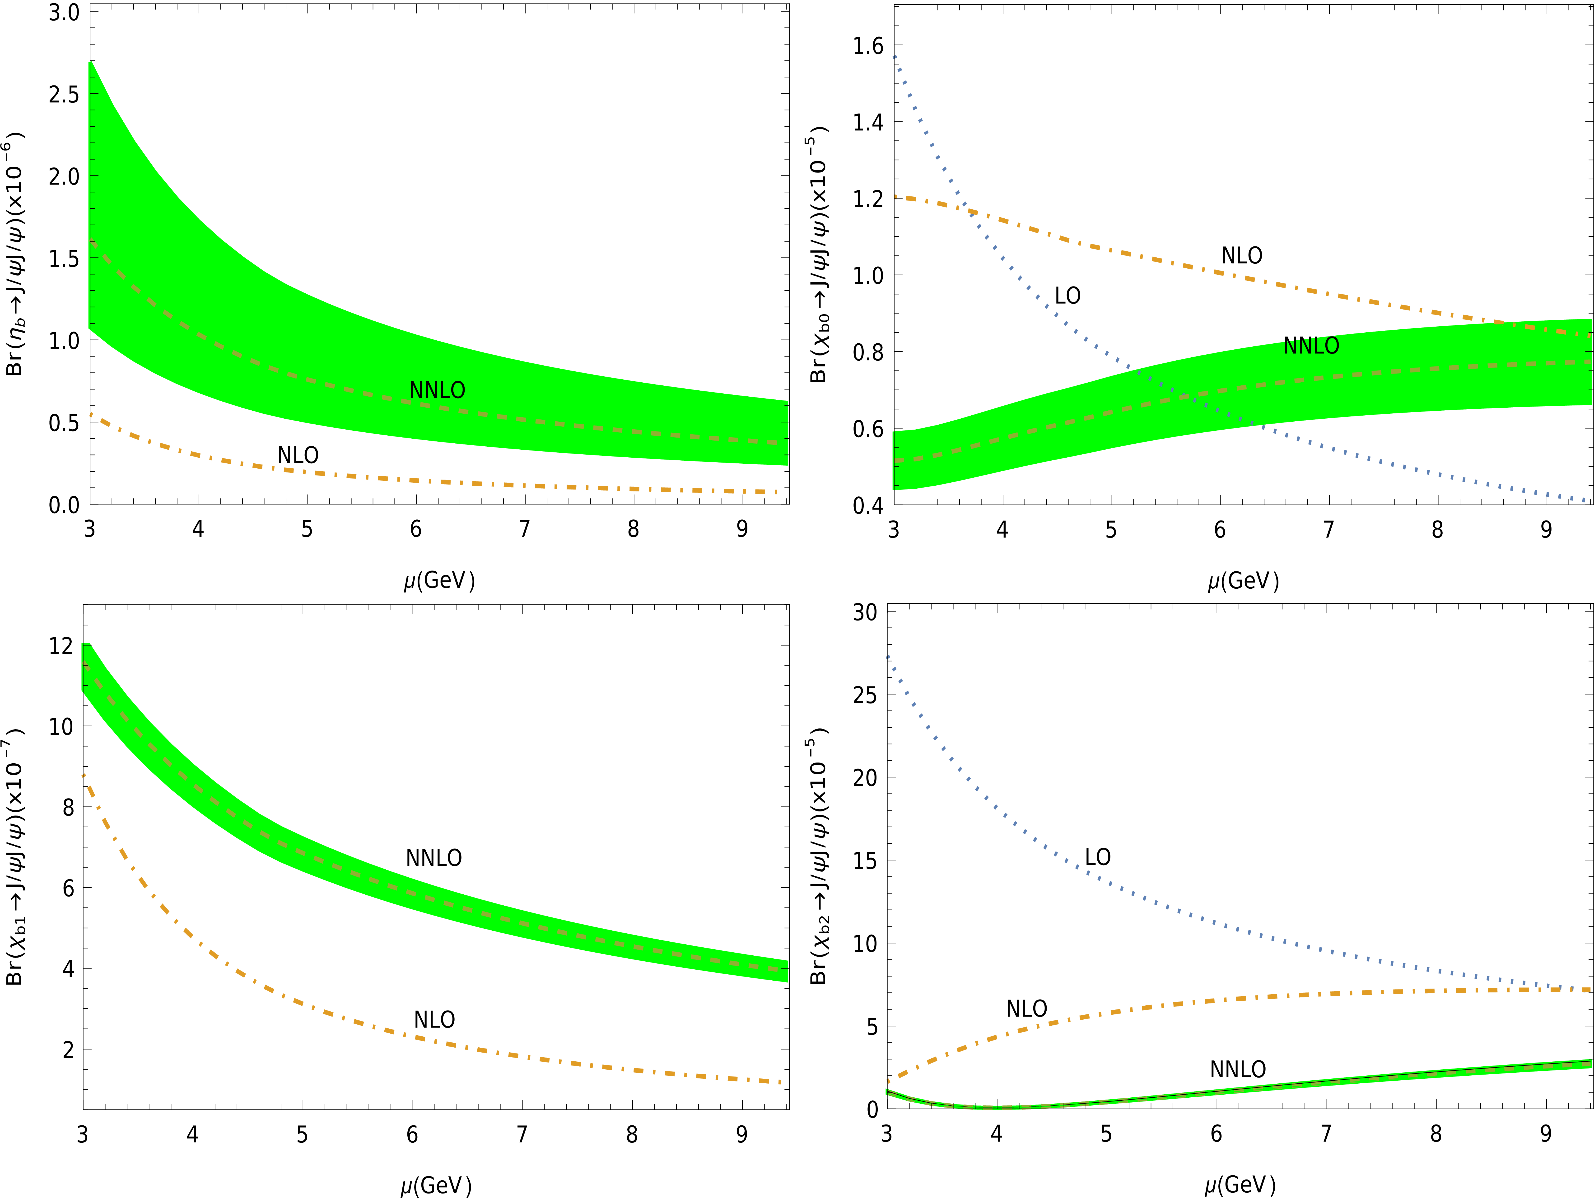 3.0
2.5
2.0
1.5
1.0
0.5
0.0
Br(η_b→J/ψJ/ψ)(×10⁻⁶)
NNLO
NLO
3 4 5 6 7 8 9
μ(GeV)
1.6
1.4
1.2
1.0
0.8
0.6
0.4
Br(χ_b0→J/ψJ/ψ)(×10⁻⁵)
NLO
LO
NNLO
3 4 5 6 7 8 9
μ(GeV)
12
10
8
6
4
2
Br(χ_b1→J/ψJ/ψ)(×10⁻⁷)
NNLO
NLO
3 4 5 6 7 8 9
μ(GeV)
30
25
20
15
10
5
0
Br(χ_b2→J/ψJ/ψ)(×10⁻⁵)
LO
NLO
NNLO
3 4 5 6 7 8 9
μ(GeV)